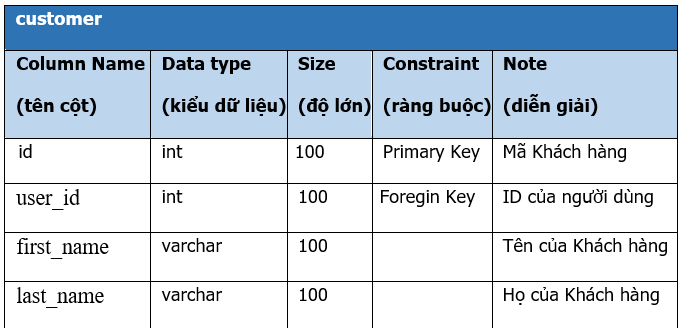 customer
Column Name Data type Size Constraint Note
(tên cột) (kiểu dữ liệu) (độ lớn) (ràng buộc) (diễn giải)
id int 100 Primary Key Mã Khách hàng
user_id int 100 Foregin Key ID của người dùng
first_name varchar 100 Tên của Khách hàng
last_name varchar 100 Họ của Khách hàng